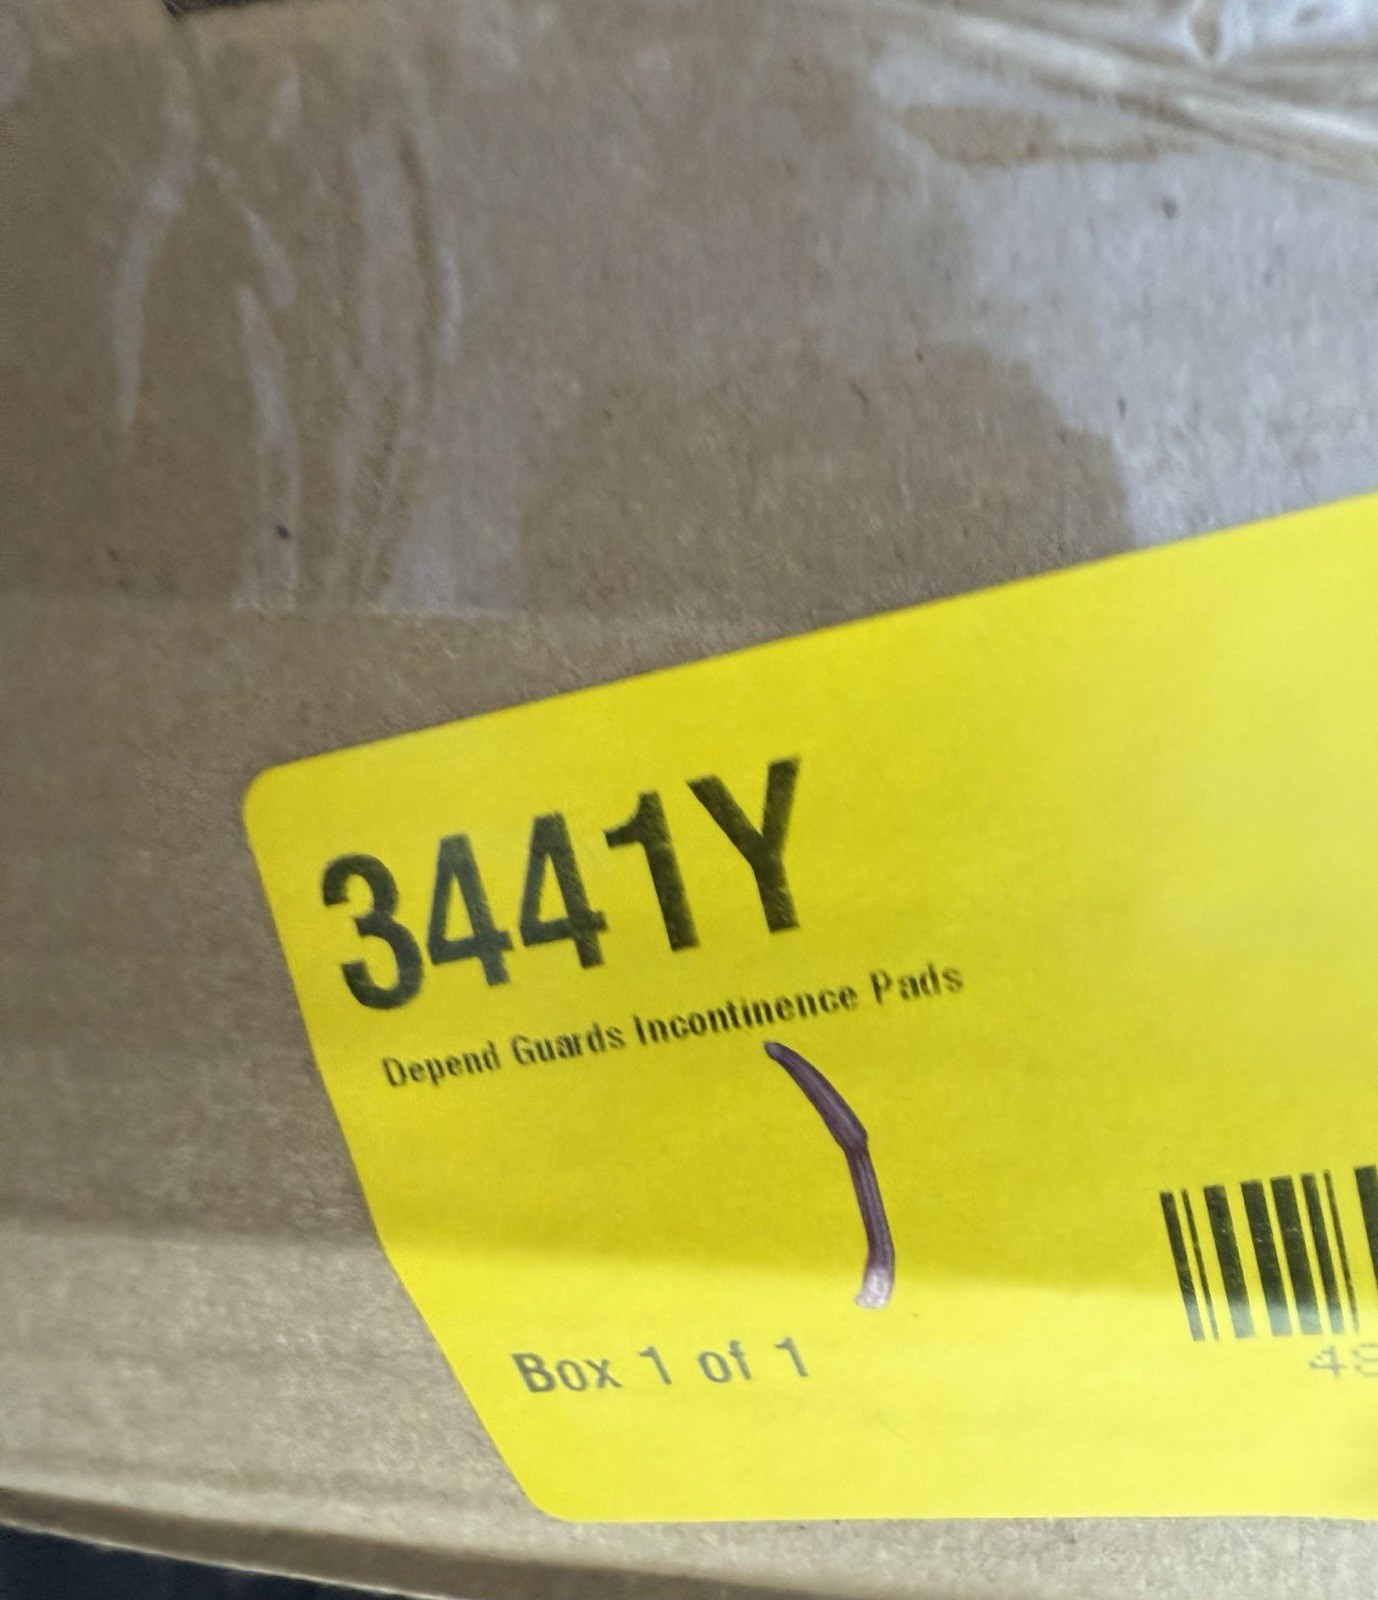 3441Y
Depend Guards Incontinence Pads
Box 1 of 1